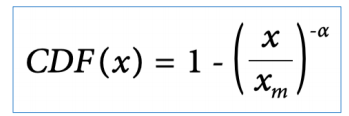 CDF(x) = 1 - (x/x_m)^{-α}